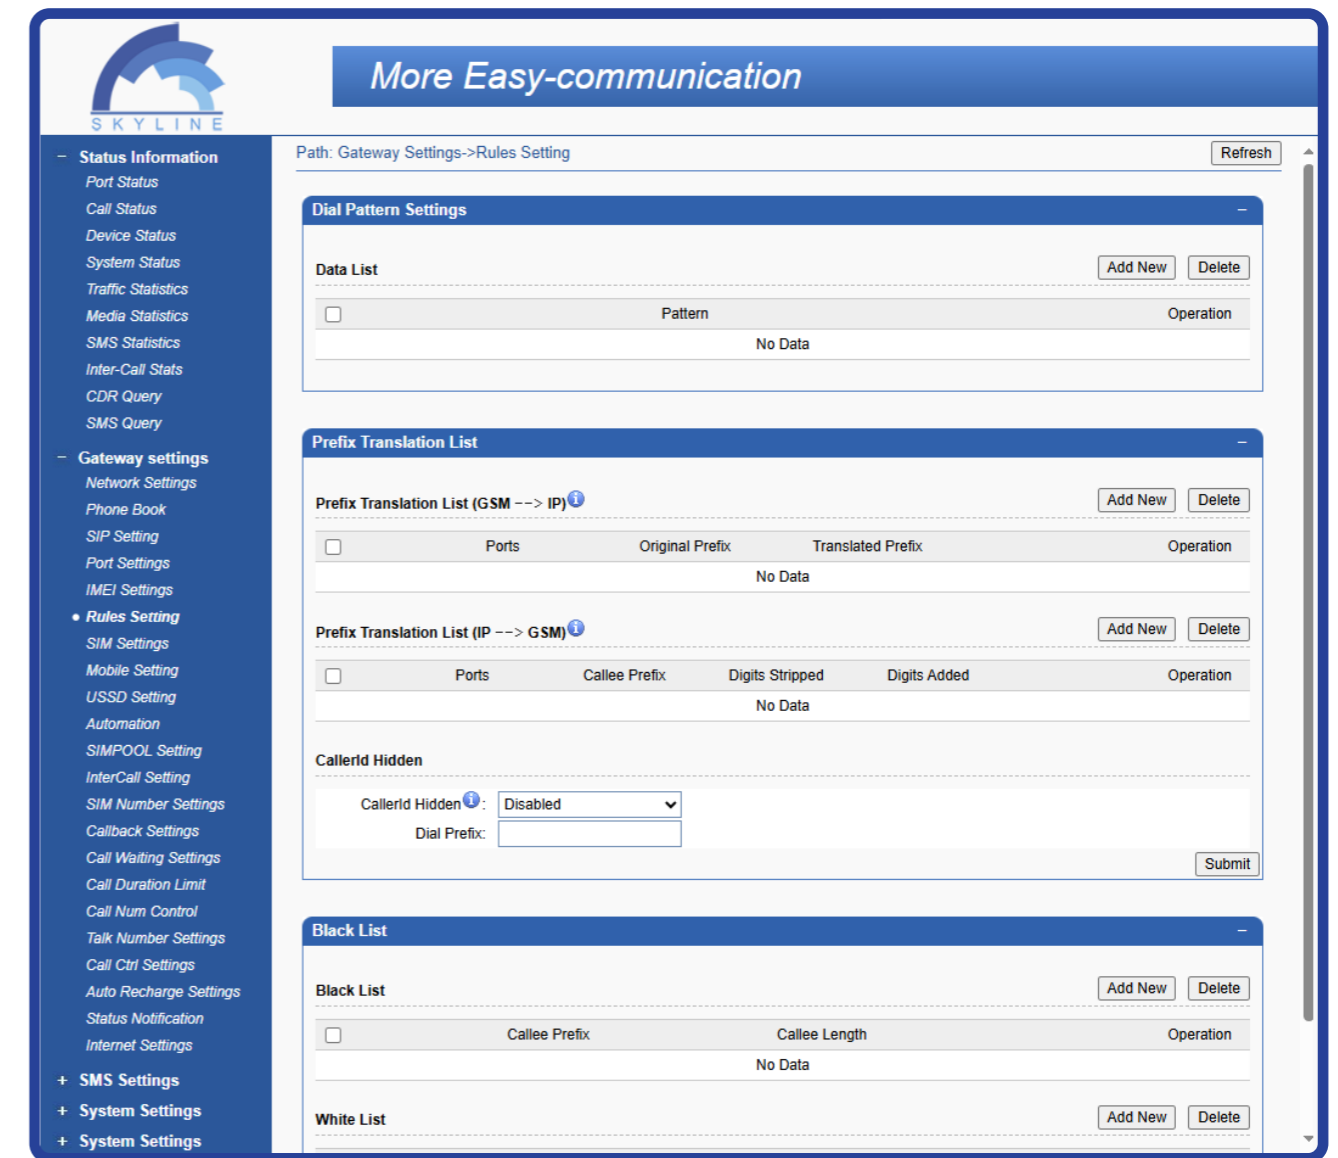 SKYLINE
More Easy-communication
− Status Information
Port Status
Call Status
Device Status
System Status
Traffic Statistics
Media Statistics
SMS Statistics
Inter-Call Stats
CDR Query
SMS Query
− Gateway settings
Network Settings
Phone Book
SIP Setting
Port Settings
IMEI Settings
• Rules Setting
SIM Settings
Mobile Setting
USSD Setting
Automation
SIMPOOL Setting
InterCall Setting
SIM Number Settings
Callback Settings
Call Waiting Settings
Call Duration Limit
Call Num Control
Talk Number Settings
Call Ctrl Settings
Auto Recharge Settings
Status Notification
Internet Settings
+ SMS Settings
+ System Settings
+ System Settings
Path: Gateway Settings->Rules Setting Refresh
Dial Pattern Settings −
Data List Add New Delete
Pattern Operation
No Data
Prefix Translation List −
Prefix Translation List (GSM --> IP) i Add New Delete
Ports Original Prefix Translated Prefix Operation
No Data
Prefix Translation List (IP --> GSM) i Add New Delete
Ports Callee Prefix Digits Stripped Digits Added Operation
No Data
CallerId Hidden
CallerId Hidden i : Disabled
Dial Prefix:
Submit
Black List −
Black List Add New Delete
Callee Prefix Callee Length Operation
No Data
White List Add New Delete